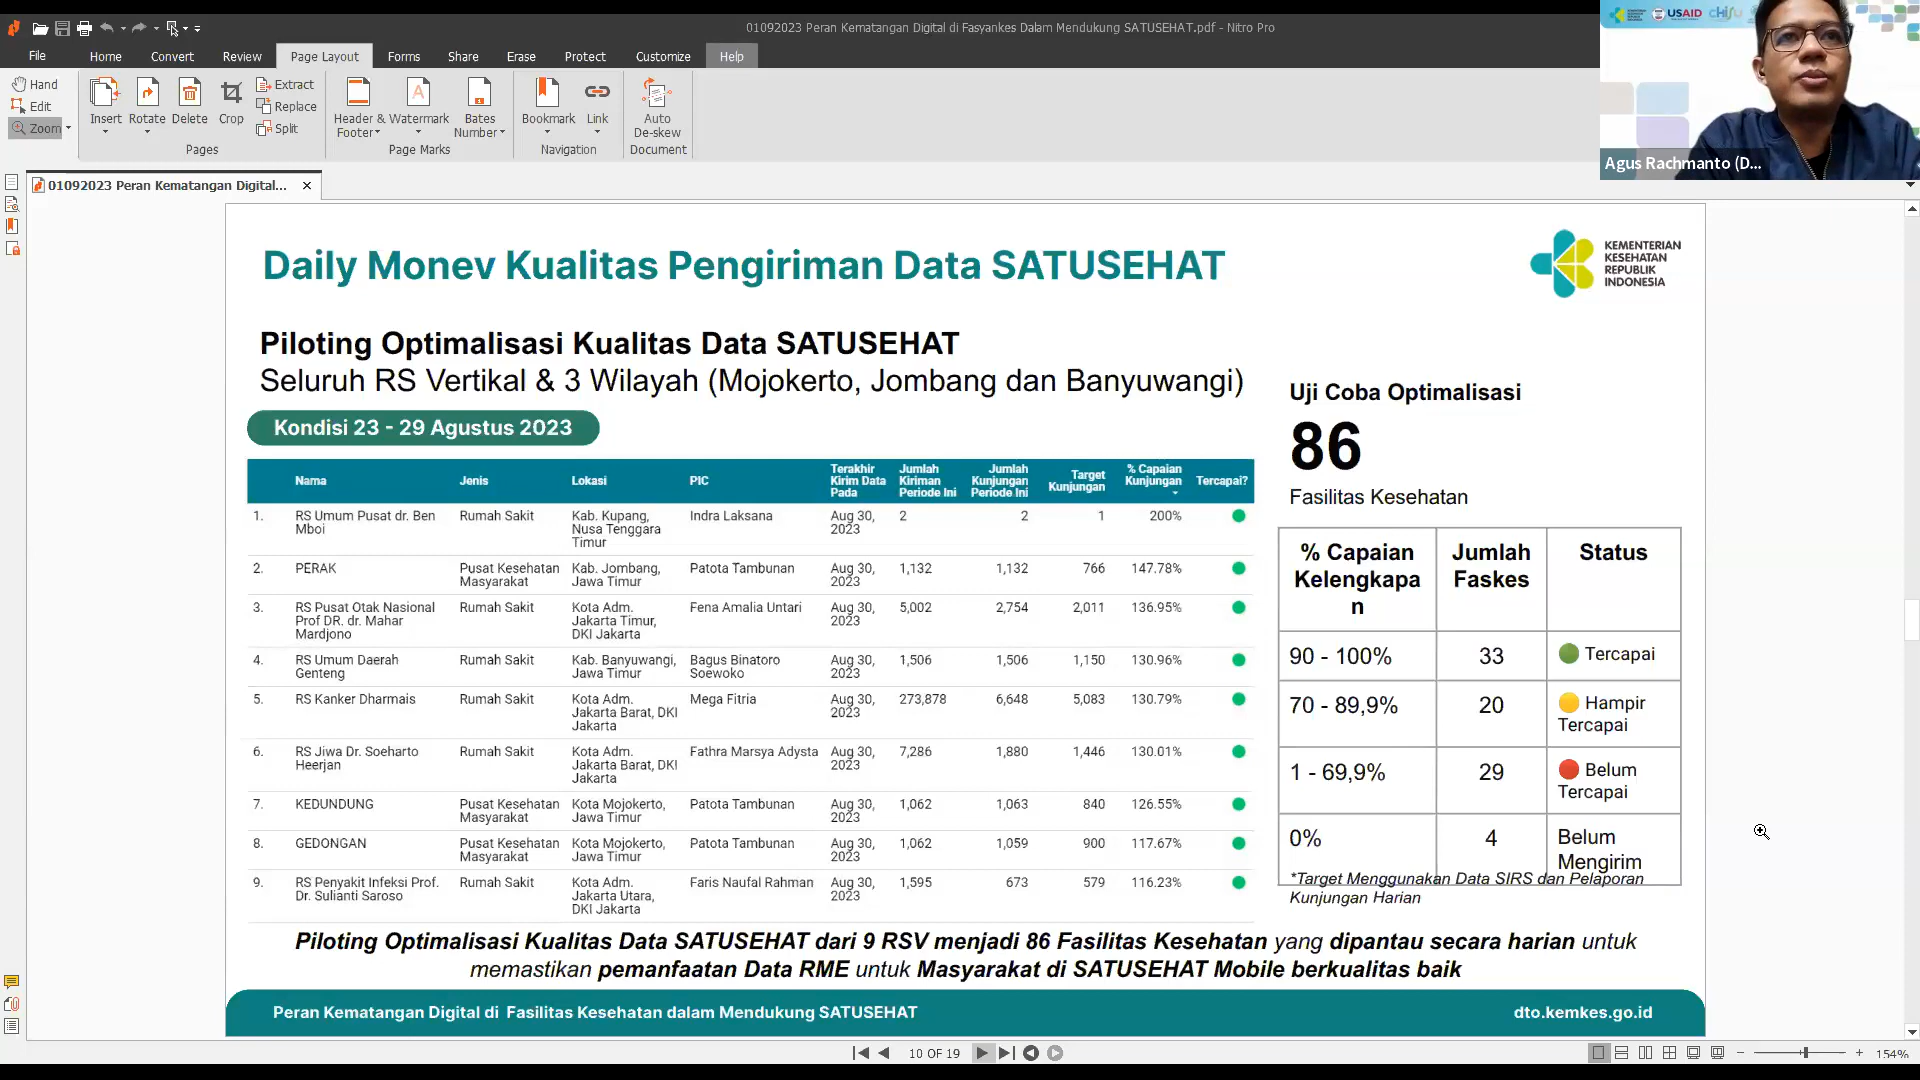 01092023 Peran Kematangan Digital di Fasyankes Dalam Mendukung SATUSEHAT.pdf - Nitro Pro
File Home Convert Review Page Layout Forms Share Erase Protect Customize Help
Hand
Edit
Zoom
Insert Rotate Delete Crop
Extract
Replace
Split
Pages
Header & Footer
Watermark
Bates Number
Page Marks
Bookmark Link
Navigation
Auto De-skew
Document
USAID CHISU
Agus Rachmanto (D...
01092023 Peran Kematangan Digital...
Daily Monev Kualitas Pengiriman Data SATUSEHAT
KEMENTERIAN
KESEHATAN
REPUBLIK
INDONESIA
Piloting Optimalisasi Kualitas Data SATUSEHAT
Seluruh RS Vertikal & 3 Wilayah (Mojokerto, Jombang dan Banyuwangi)
Kondisi 23 - 29 Agustus 2023
Nama Jenis Lokasi PIC Terakhir Kirim Data Pada Jumlah Kiriman Periode Ini Jumlah Kunjungan Periode Ini Target Kunjungan % Capaian Kunjungan Tercapai?
1. RS Umum Pusat dr. Ben Mboi Rumah Sakit Kab. Kupang, Nusa Tenggara Timur Indra Laksana Aug 30, 2023 2 2 1 200%
2. PERAK Pusat Kesehatan Masyarakat Kab. Jombang, Jawa Timur Patota Tambunan Aug 30, 2023 1,132 1,132 766 147.78%
3. RS Pusat Otak Nasional Prof DR. dr. Mahar Mardjono Rumah Sakit Kota Adm. Jakarta Timur, DKI Jakarta Fena Amalia Untari Aug 30, 2023 5,002 2,754 2,011 136.95%
4. RS Umum Daerah Genteng Rumah Sakit Kab. Banyuwangi, Jawa Timur Bagus Binatoro Soewoko Aug 30, 2023 1,506 1,506 1,150 130.96%
5. RS Kanker Dharmais Rumah Sakit Kota Adm. Jakarta Barat, DKI Jakarta Mega Fitria Aug 30, 2023 273,878 6,648 5,083 130.79%
6. RS Jiwa Dr. Soeharto Heerjan Rumah Sakit Kota Adm. Jakarta Barat, DKI Jakarta Fathra Marsya Adysta Aug 30, 2023 7,286 1,880 1,446 130.01%
7. KEDUNDUNG Pusat Kesehatan Masyarakat Kota Mojokerto, Jawa Timur Patota Tambunan Aug 30, 2023 1,062 1,063 840 126.55%
8. GEDONGAN Pusat Kesehatan Masyarakat Kota Mojokerto, Jawa Timur Patota Tambunan Aug 30, 2023 1,062 1,059 900 117.67%
9. RS Penyakit Infeksi Prof. Dr. Sulianti Saroso Rumah Sakit Kota Adm. Jakarta Utara, DKI Jakarta Faris Naufal Rahman Aug 30, 2023 1,595 673 579 116.23%
Uji Coba Optimalisasi
86
Fasilitas Kesehatan
% Capaian Kelengkapa n Jumlah Faskes Status
90 - 100% 33 Tercapai
70 - 89,9% 20 Hampir Tercapai
1 - 69,9% 29 Belum Tercapai
0% 4 Belum Mengirim
*Target Menggunakan Data SIRS dan Pelaporan
Kunjungan Harian
Piloting Optimalisasi Kualitas Data SATUSEHAT dari 9 RSV menjadi 86 Fasilitas Kesehatan yang dipantau secara harian untuk
memastikan pemanfaatan Data RME untuk Masyarakat di SATUSEHAT Mobile berkualitas baik
Peran Kematangan Digital di Fasilitas Kesehatan dalam Mendukung SATUSEHAT
dto.kemkes.go.id
10 OF 19
154%